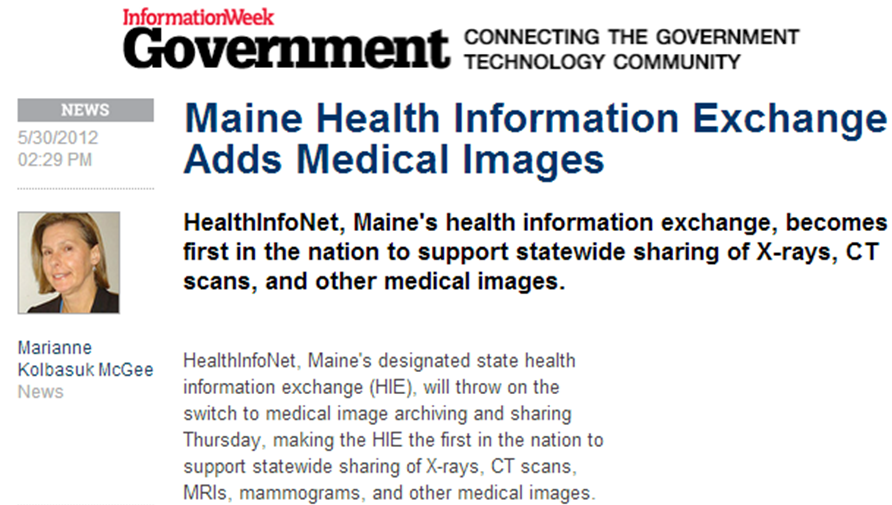 InformationWeek
Government
CONNECTING THE GOVERNMENT
TECHNOLOGY COMMUNITY
NEWS
5/30/2012
02:29 PM
Marianne
Kolbasuk McGee
News
Maine Health Information Exchange
Adds Medical Images
HealthInfoNet, Maine's health information exchange, becomes
first in the nation to support statewide sharing of X-rays, CT
scans, and other medical images.
HealthInfoNet, Maine's designated state health
information exchange (HIE), will throw on the
switch to medical image archiving and sharing
Thursday, making the HIE the first in the nation to
support statewide sharing of X-rays, CT scans,
MRIs, mammograms, and other medical images.